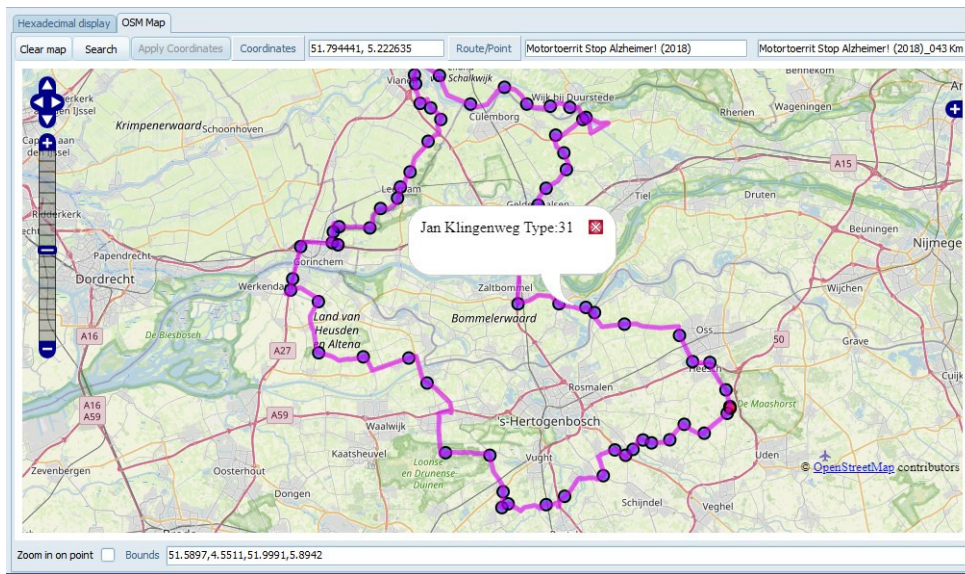 Hexadecimal display OSM Map
Clear map Search Apply Coordinates Coordinates 51.794441, 5.222635 Route/Point Motortoerrit Stop Alzheimer! (2018) Motortoerrit Stop Alzheimer! (2018)_043 Km
Schalkwijk
Wijk bij Duurstede
Bennekom
Culemborg
Rhenen
Wageningen
Krimpenerwaard
Schoonhoven
A15
Tiel
Druten
Jan Klingenweg Type:31
Beuningen
Papendrecht
Gorinchem
Nijmege
Dordrecht
Werkendam
Zaltbommel
Wijchen
Land van
Heusden
en Altena
Bommelerwaard
A16
De Biesbosch
A27
Oss
50
Grave
Heesch
Cuijk
Rosmalen
A16
A59
A59
De Maashorst
Waalwijk
's-Hertogenbosch
Kaatsheuvel
Loonse
en Drunense
Duinen
Vught
Uden
Zevenbergen
Oosterhout
© OpenStreetMap contributors
Dongen
Schijndel
Veghel
Zoom in on point Bounds 51.5897,4.5511,51.9991,5.8942